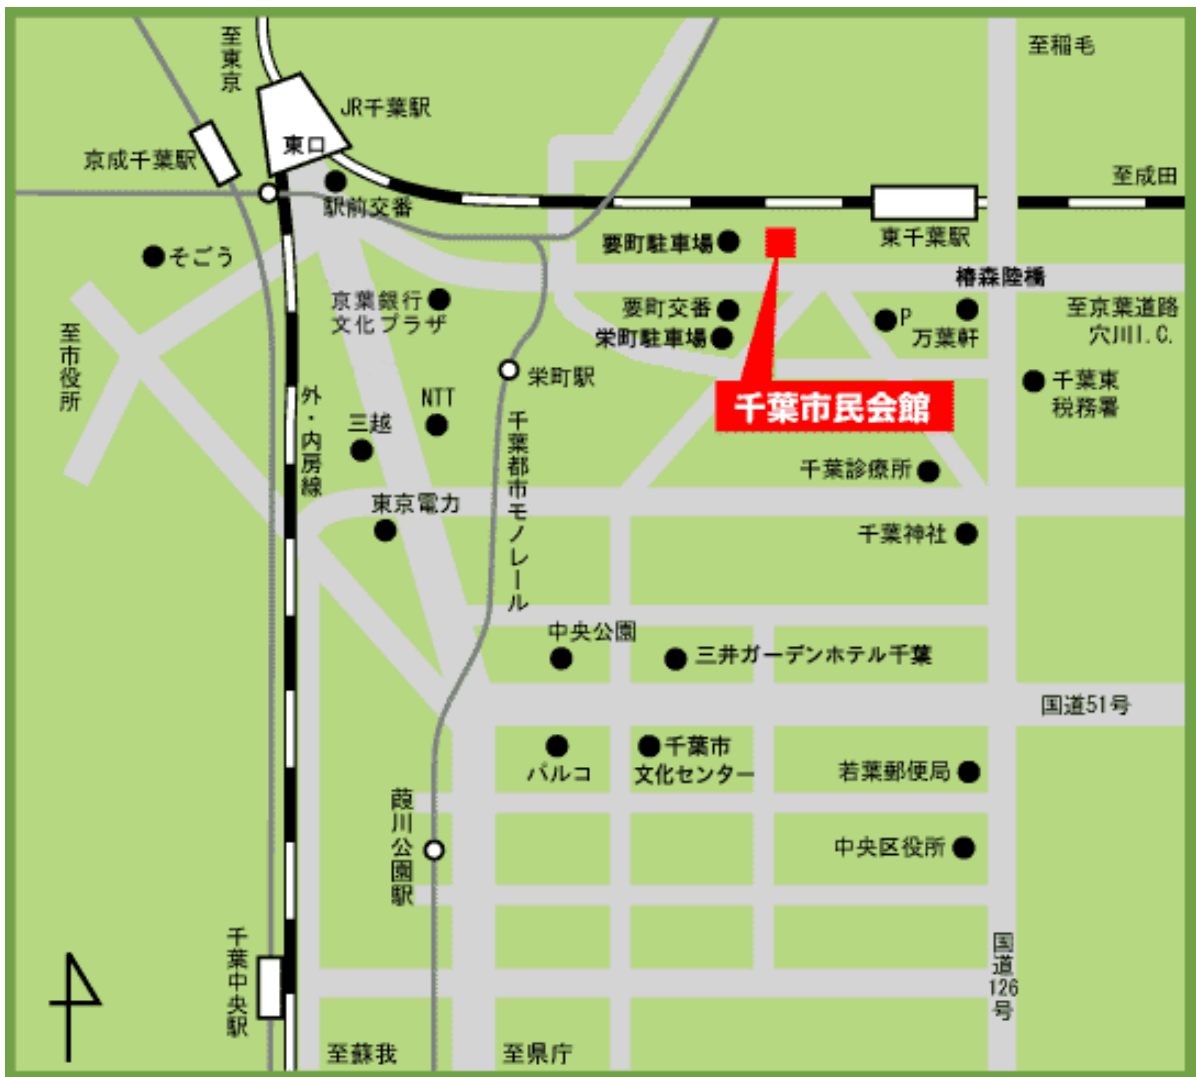 至東京
至稲毛
JR千葉駅
東口
京成千葉駅
至成田
駅前交番
要町駐車場
東千葉駅
そごう
椿森陸橋
京葉銀行
文化プラザ
要町交番
P
至京葉道路
穴川I.C.
栄町駐車場
万葉軒
至市役所
栄町駅
千葉東
税務署
外・内房線
NTT
千葉市民会館
三越
千葉都市モノレール
千葉診療所
東京電力
千葉神社
中央公園
三井ガーデンホテル千葉
国道51号
パルコ
千葉市
文化センター
若葉郵便局
葭川公園駅
中央区役所
千葉中央駅
国道126号
至蘇我
至県庁